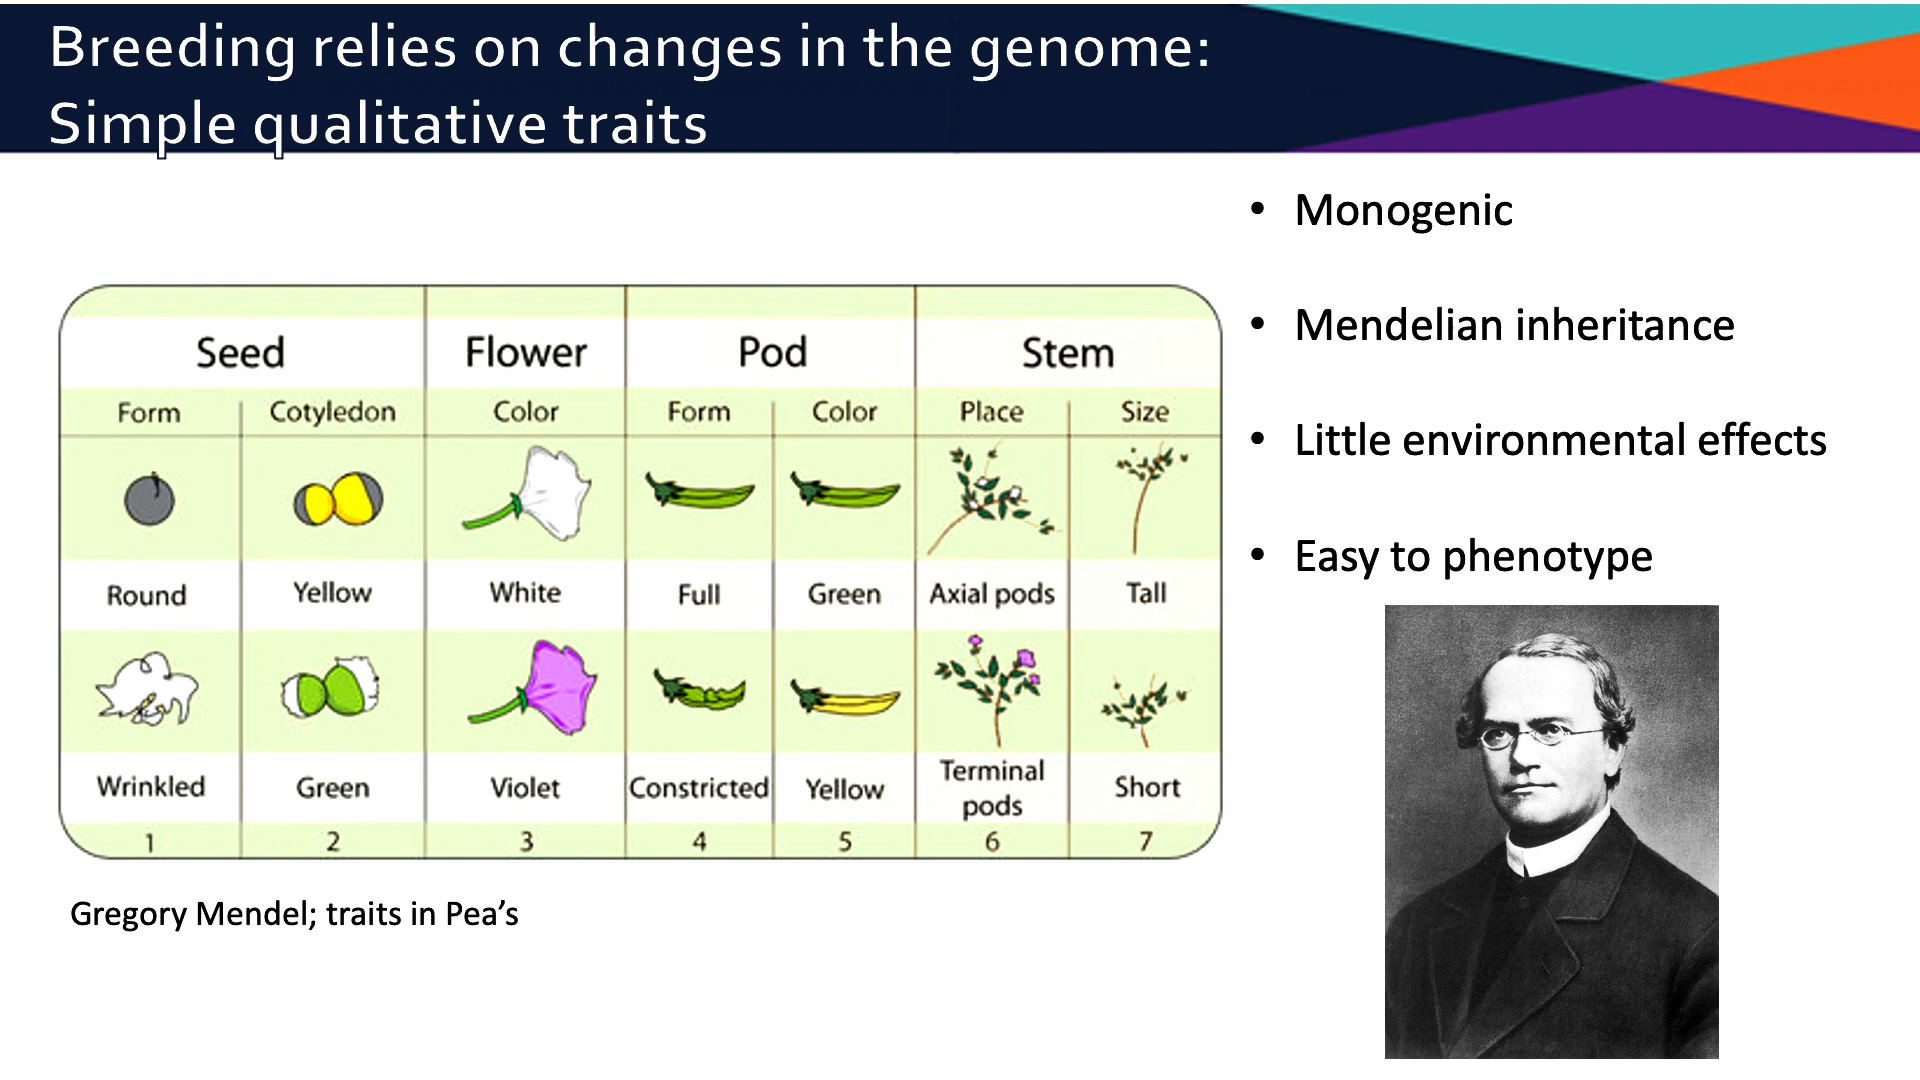 Breeding relies on changes in the genome:
Simple qualitative traits
• Monogenic
• Mendelian inheritance
• Little environmental effects
• Easy to phenotype
Seed Flower Pod Stem
Form Cotyledon Color Form Color Place Size
Round Yellow White Full Green Axial pods Tall
Wrinkled Green Violet Constricted Yellow Terminal pods Short
1 2 3 4 5 6 7
Gregory Mendel; traits in Pea’s